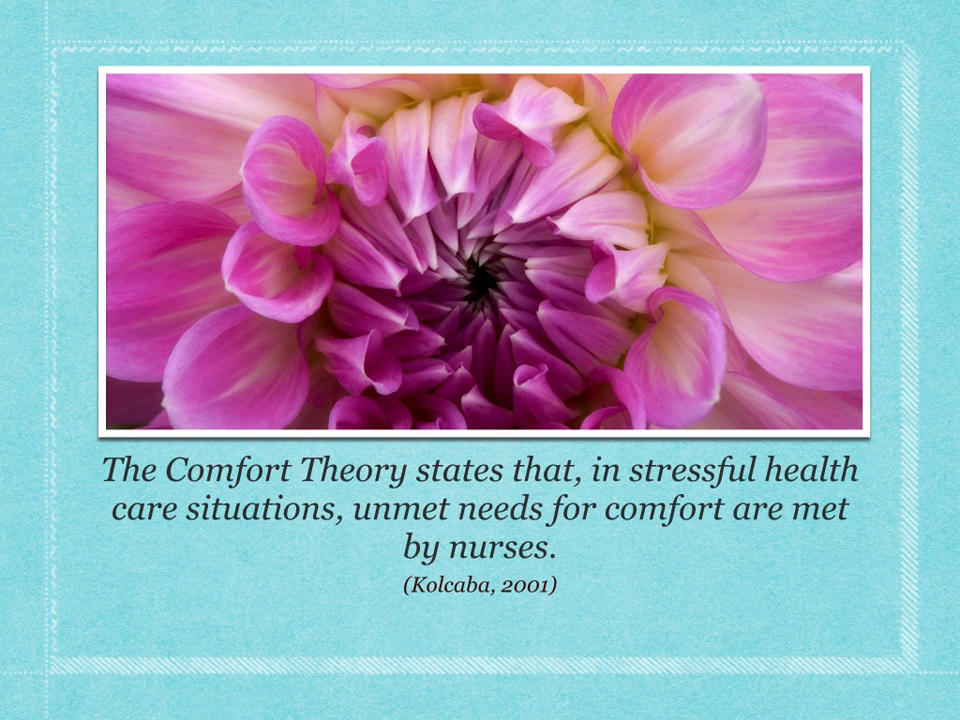 The Comfort Theory states that, in stressful health
care situations, unmet needs for comfort are met
by nurses.
(Kolcaba, 2001)